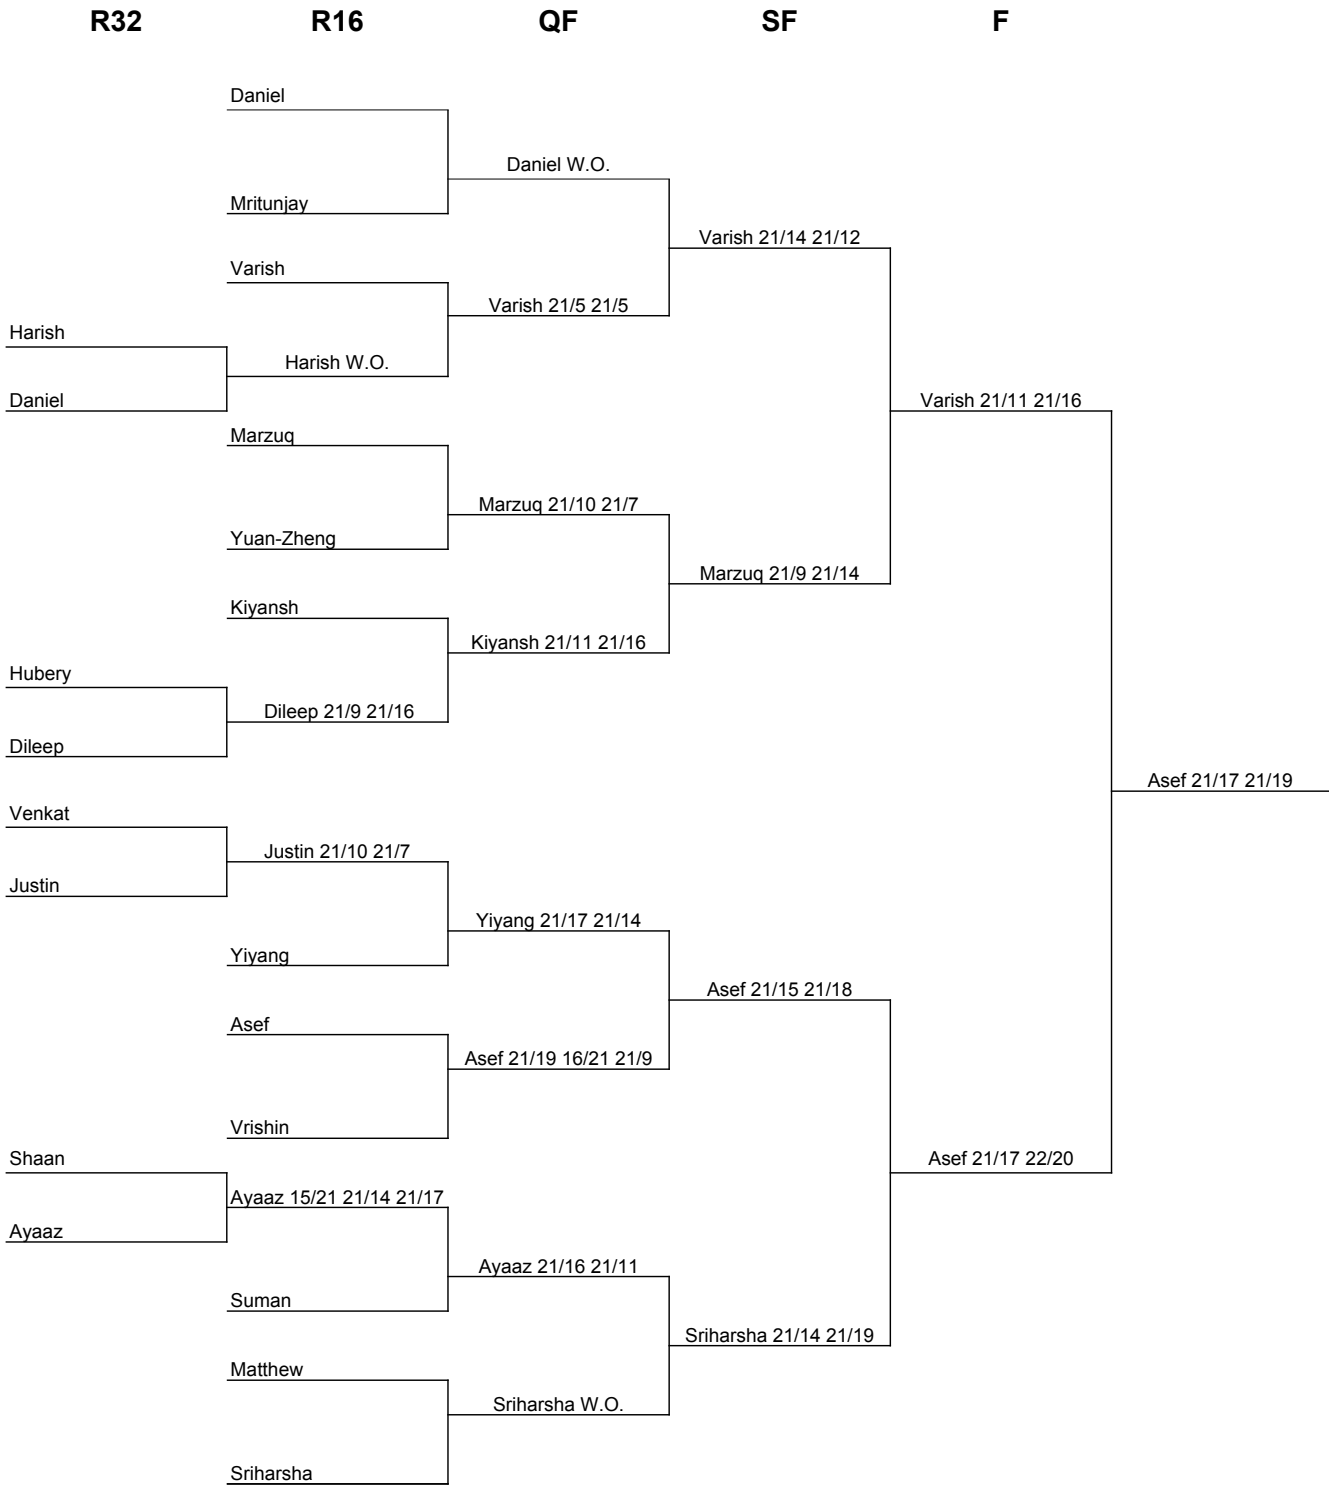 R32 R16 QF SF F
Daniel
Daniel W.O.
Mritunjay
Varish 21/14 21/12
Varish
Varish 21/5 21/5
Harish
Harish W.O.
Daniel
Varish 21/11 21/16
Marzuq
Marzuq 21/10 21/7
Yuan-Zheng
Marzuq 21/9 21/14
Kiyansh
Kiyansh 21/11 21/16
Hubery
Dileep 21/9 21/16
Dileep
Asef 21/17 21/19
Venkat
Justin 21/10 21/7
Justin
Yiyang 21/17 21/14
Yiyang
Asef 21/15 21/18
Asef
Asef 21/19 16/21 21/9
Vrishin
Shaan
Asef 21/17 22/20
Ayaaz 15/21 21/14 21/17
Ayaaz
Ayaaz 21/16 21/11
Suman
Sriharsha 21/14 21/19
Matthew
Sriharsha W.O.
Sriharsha